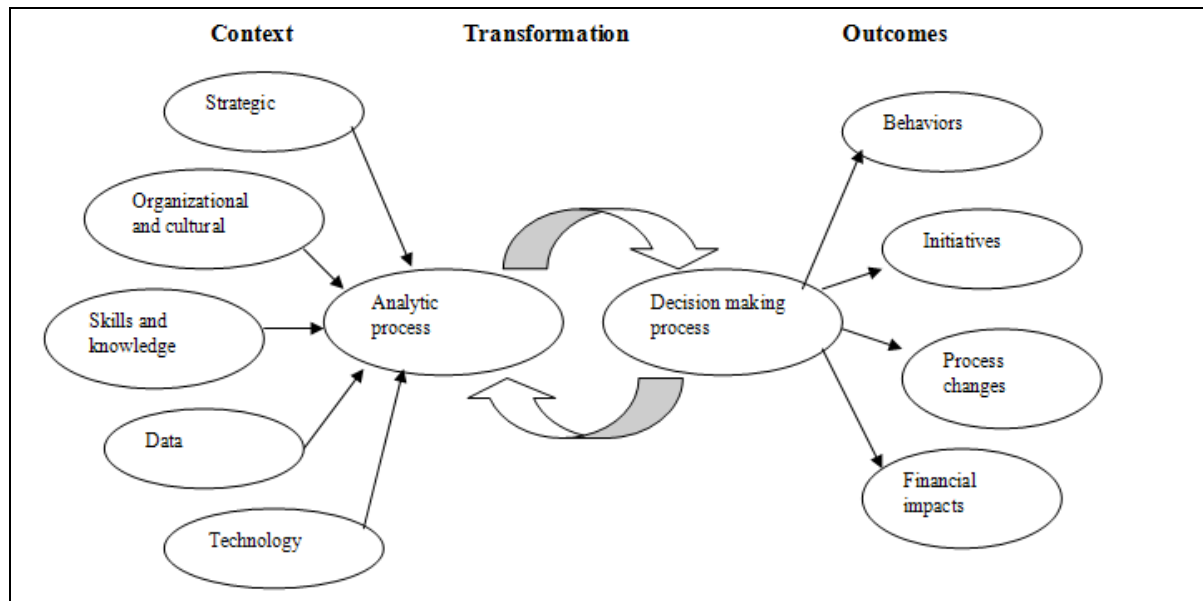 Context
Transformation
Outcomes
Strategic
Organizational
and cultural
Skills and
knowledge
Data
Technology
Analytic
process
Decision making
process
Behaviors
Initiatives
Process
changes
Financial
impacts